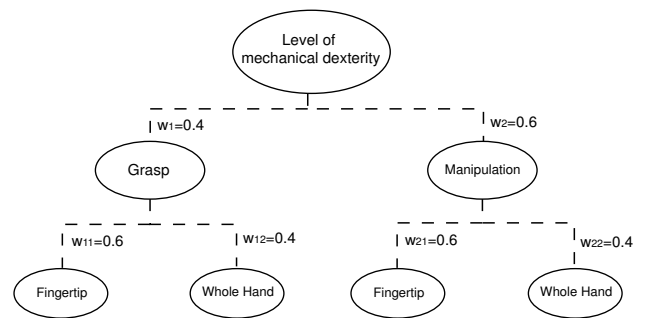 Level of
mechanical dexterity
w1=0.4
w2=0.6
Grasp
Manipulation
w11=0.6
w12=0.4
w21=0.6
w22=0.4
Fingertip
Whole Hand
Fingertip
Whole Hand